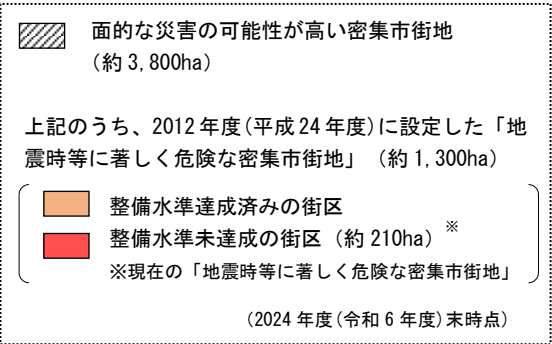 面的な災害の可能性が高い密集市街地
（約3,800ha）
上記のうち、2012年度(平成24年度)に設定した「地
震時等に著しく危険な密集市街地」（約1,300ha）
整備水準達成済みの街区
整備水準未達成の街区（約210ha）※
※現在の「地震時等に著しく危険な密集市街地」
（2024年度(令和6年度)末時点）